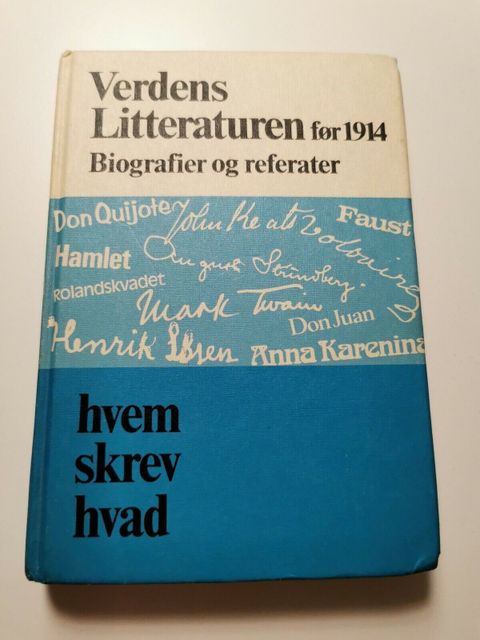 Verdens
Litteraturen før 1914
Biografier og referater
Don Quijote
John Keats
Faust
Hamlet
August Strindberg
Rolandskvadet
Mark Twain
Don Juan
Henrik Ibsen
Anna Karenina
hvem
skrev
hvad